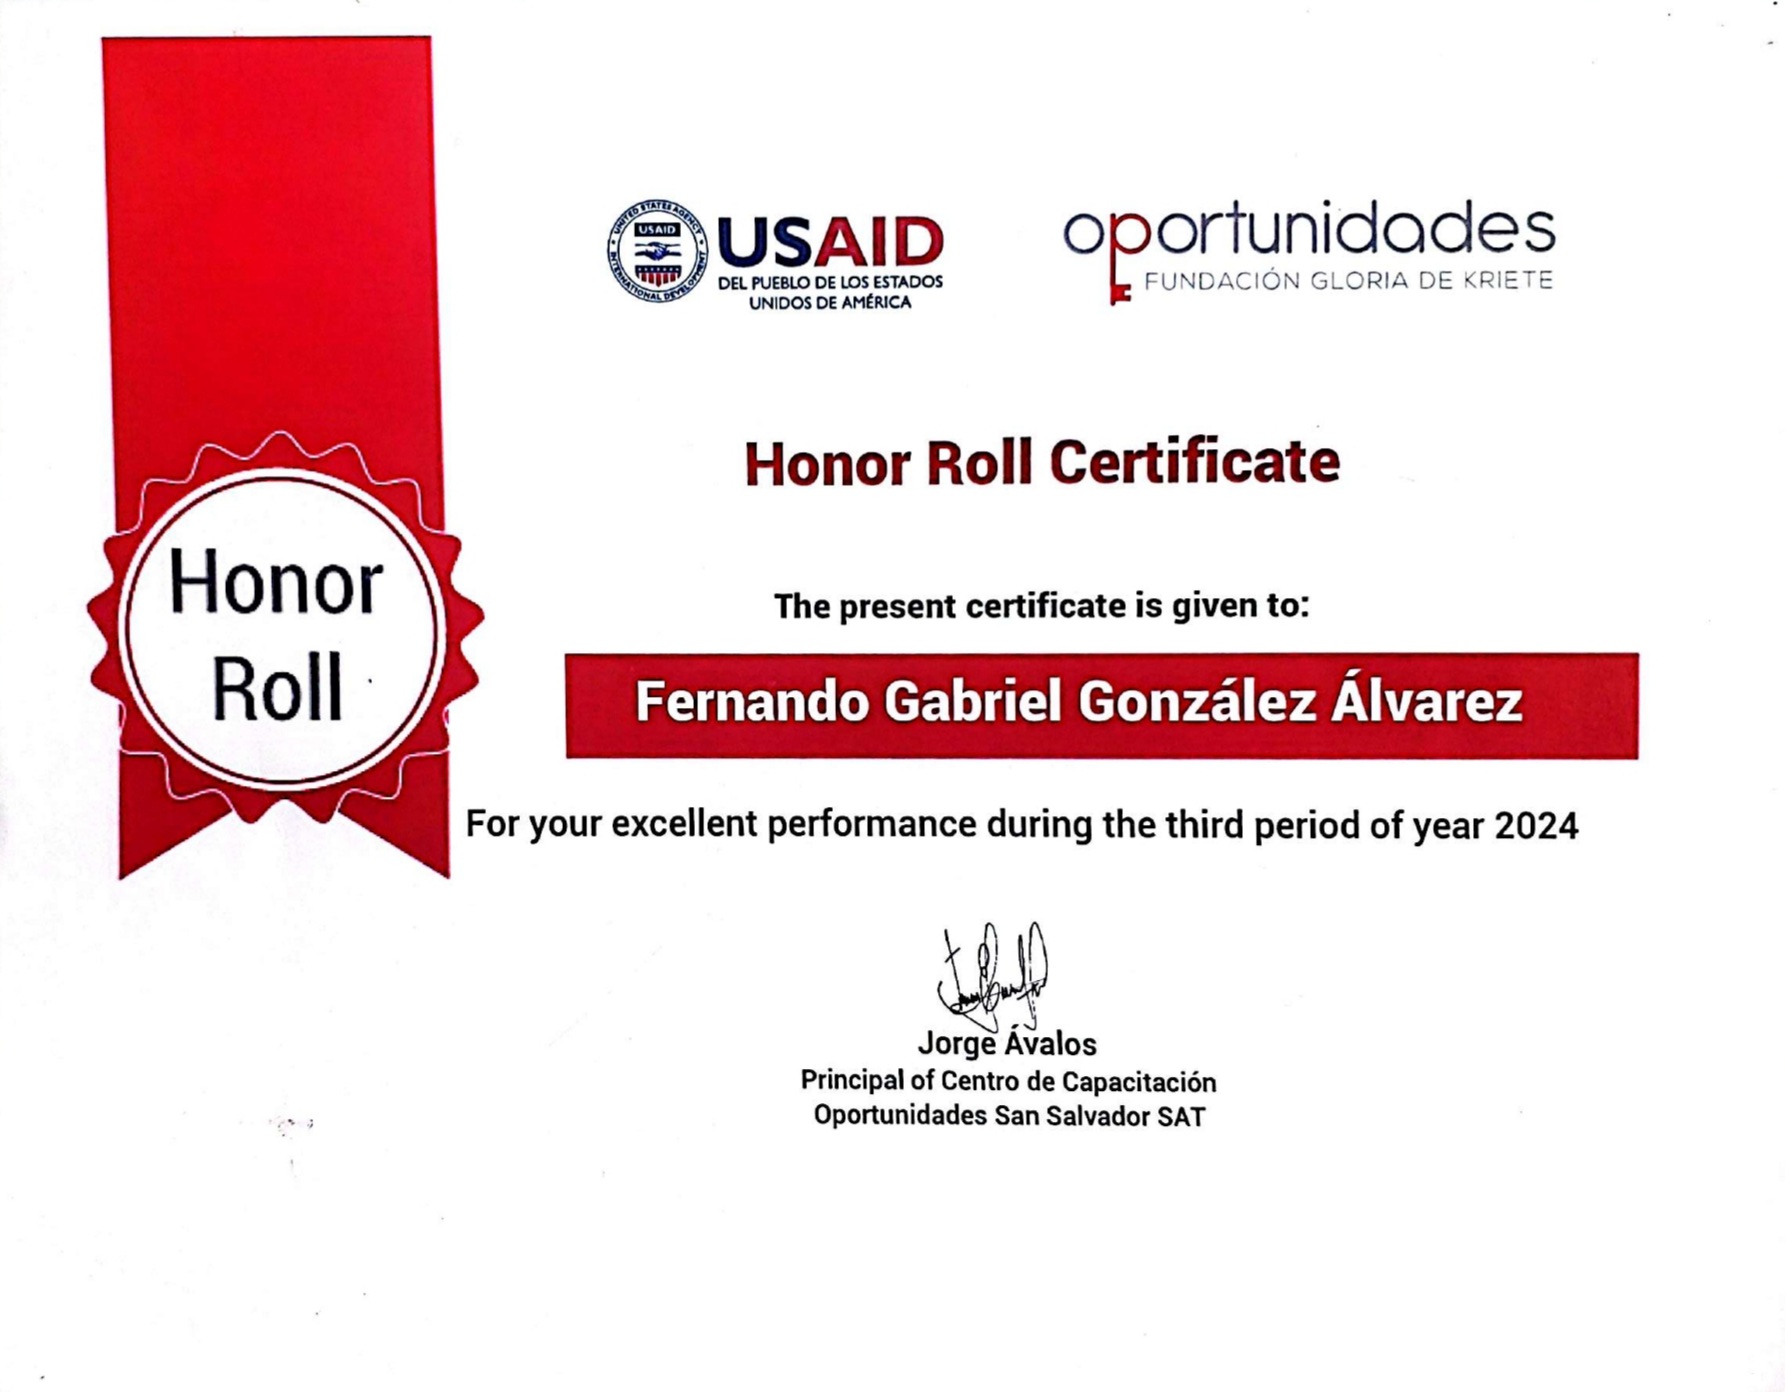 UNITED STATES AGENCY
USAID
INTERNATIONAL DEVELOPMENT
USAID
DEL PUEBLO DE LOS ESTADOS
UNIDOS DE AMÉRICA
oportunidades
FUNDACIÓN GLORIA DE KRIETE
Honor Roll Certificate
Honor
Roll
The present certificate is given to:
Fernando Gabriel González Álvarez
For your excellent performance during the third period of year 2024
Jorge Ávalos
Principal of Centro de Capacitación
Oportunidades San Salvador SAT